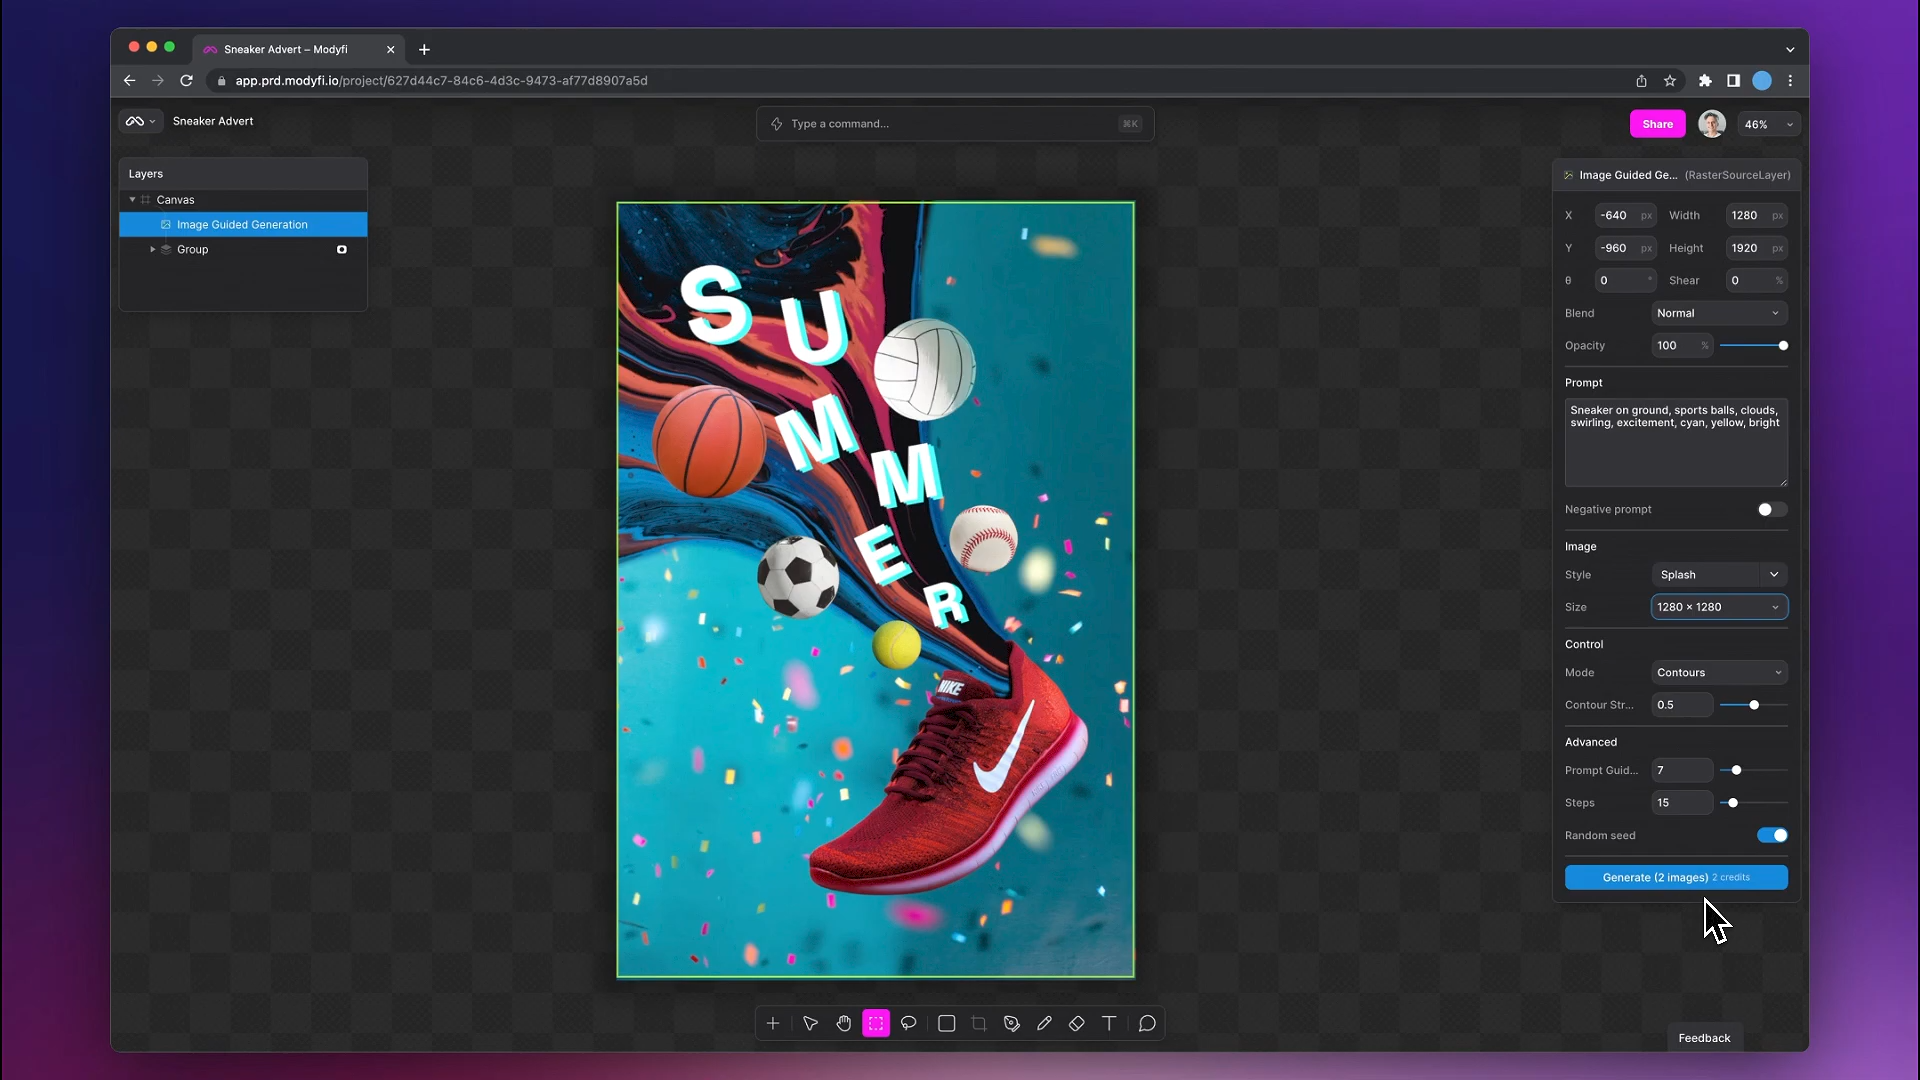 Sneaker Advert – Modyfi
app.prd.modyfi.io/project/627d44c7-84c6-4d3c-9473-af77d8907a5d
Sneaker Advert
Type a command...
⌘K
Share
46%
Layers
Canvas
Image Guided Generation
Group
SUMMER
NIKE
Image Guided Ge... (RasterSourceLayer)
X -640 px Width 1280 px
Y -960 px Height 1920 px
θ 0 ° Shear 0 %
Blend Normal
Opacity 100 %
Prompt
Sneaker on ground, sports balls, clouds,
swirling, excitement, cyan, yellow, bright
Negative prompt
Image
Style Splash
Size 1280 × 1280
Control
Mode Contours
Contour Str... 0.5
Advanced
Prompt Guid... 7
Steps 15
Random seed
Generate (2 images) 2 credits
Feedback